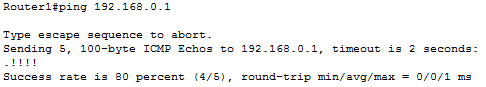 Router1#ping 192.168.0.1
Type escape sequence to abort.
Sending 5, 100-byte ICMP Echos to 192.168.0.1, timeout is 2 seconds:
.!!!!
Success rate is 80 percent (4/5), round-trip min/avg/max = 0/0/1 ms